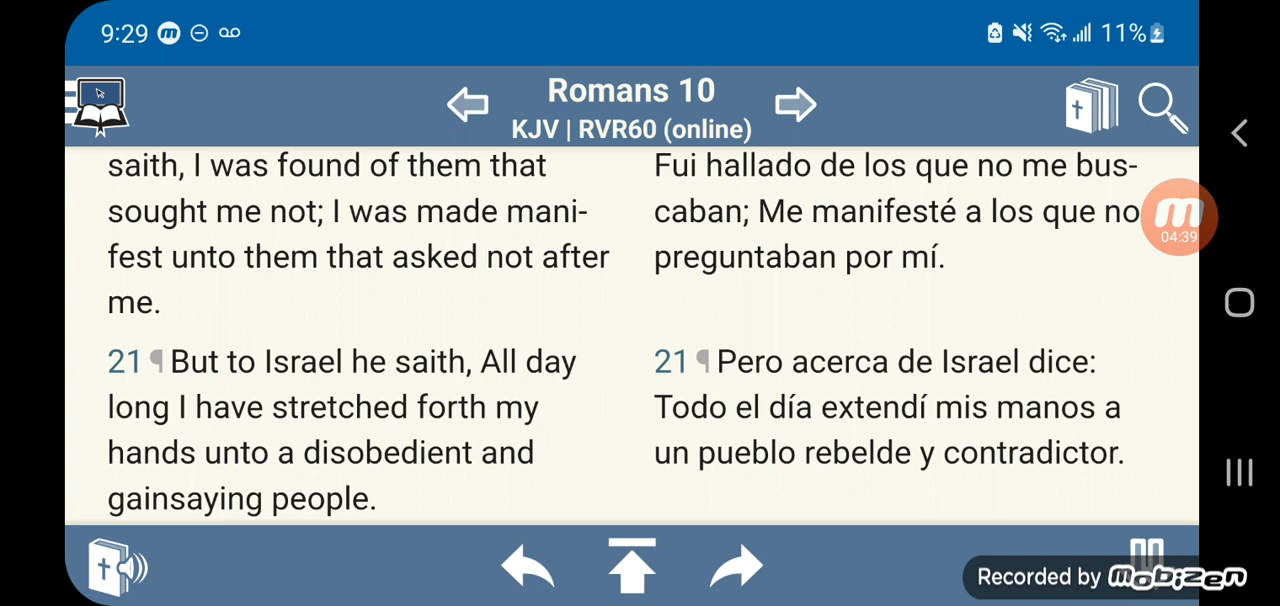 9:29 m
11%
Romans 10
KJV | RVR60 (online)
saith, I was found of them that
sought me not; I was made mani-
fest unto them that asked not after
me.
21 ¶ But to Israel he saith, All day
long I have stretched forth my
hands unto a disobedient and
gainsaying people.
Fui hallado de los que no me bus-
caban; Me manifesté a los que no
preguntaban por mí.
21 ¶ Pero acerca de Israel dice:
Todo el día extendí mis manos a
un pueblo rebelde y contradictor.
m
04:39
Recorded by Mobizen